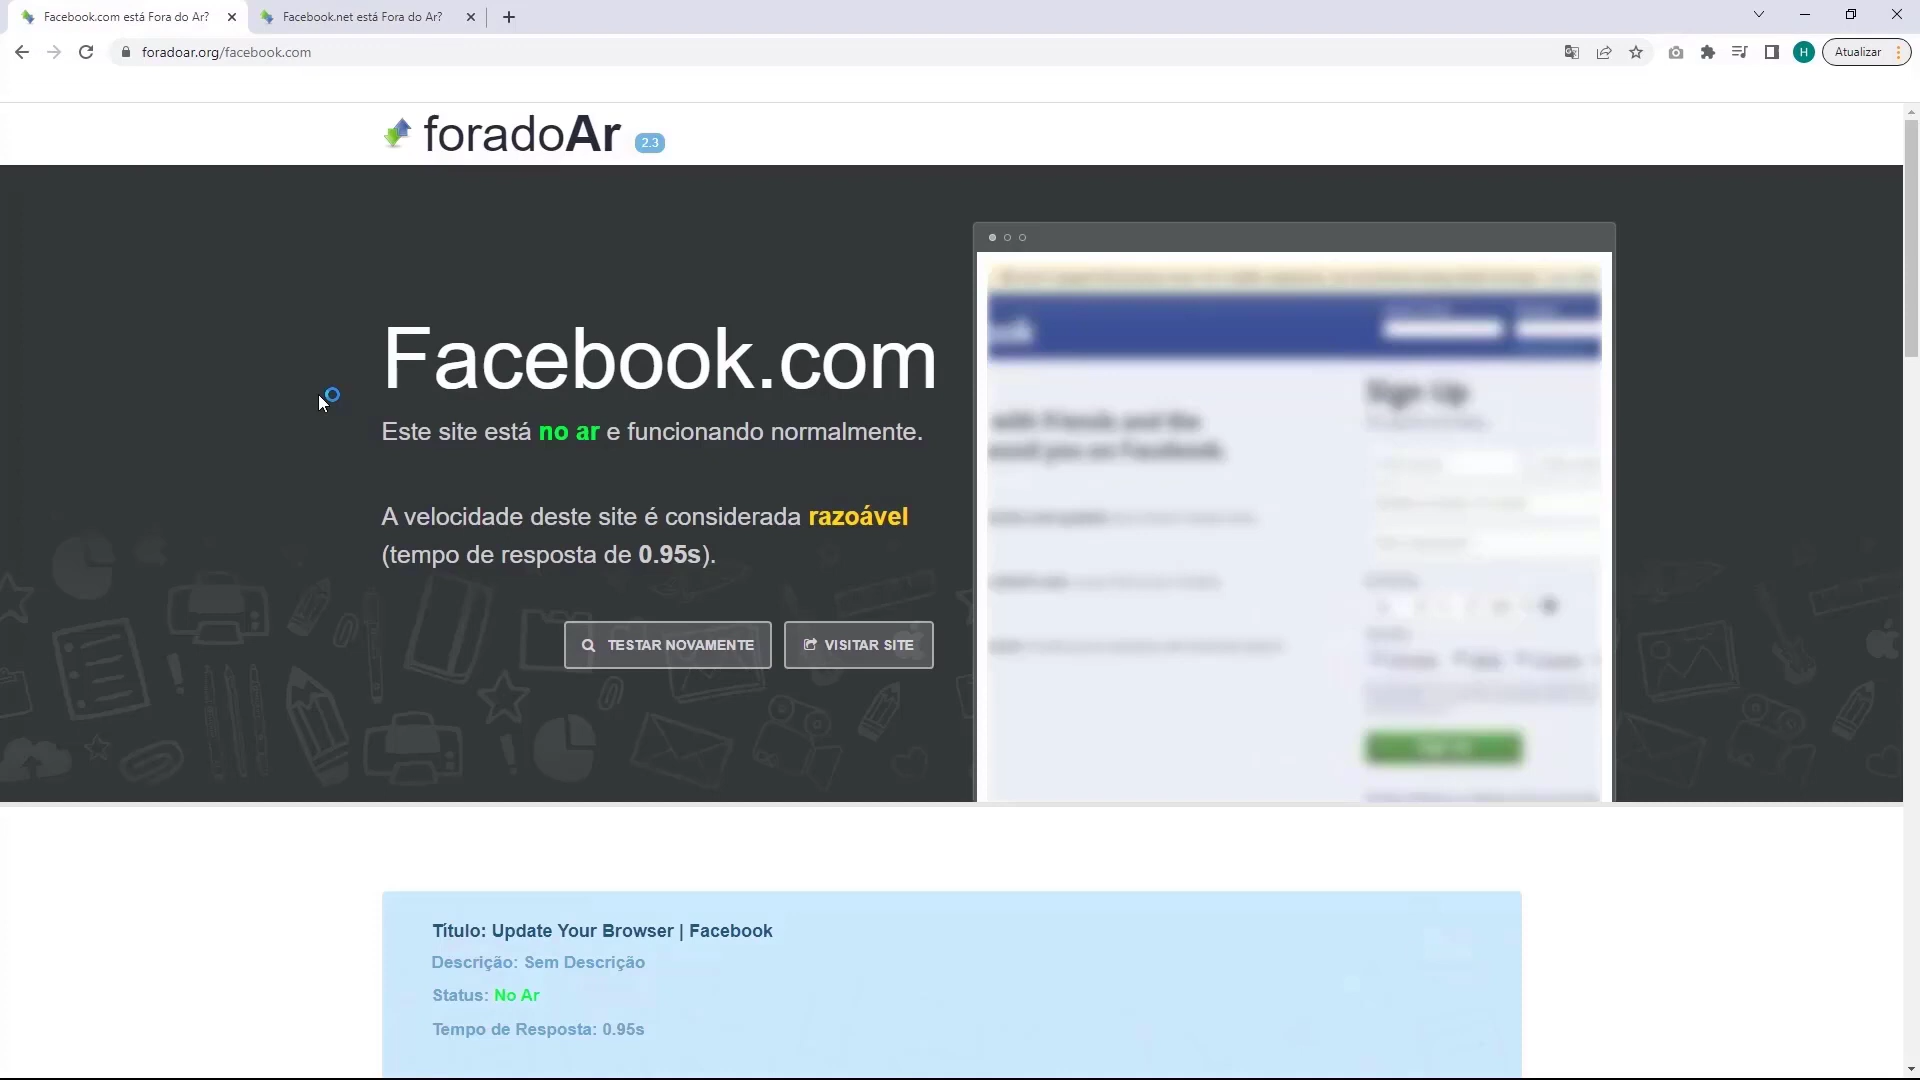 Facebook.com está Fora do Ar?
Facebook.net está Fora do Ar?
foradoar.org/facebook.com
H
Atualizar
foradoAr 2.3
Facebook.com
Este site está no ar e funcionando normalmente.
A velocidade deste site é considerada razoável
(tempo de resposta de 0.95s).
TESTAR NOVAMENTE
VISITAR SITE
Sign Up
Título: Update Your Browser | Facebook
Descrição: Sem Descrição
Status: No Ar
Tempo de Resposta: 0.95s